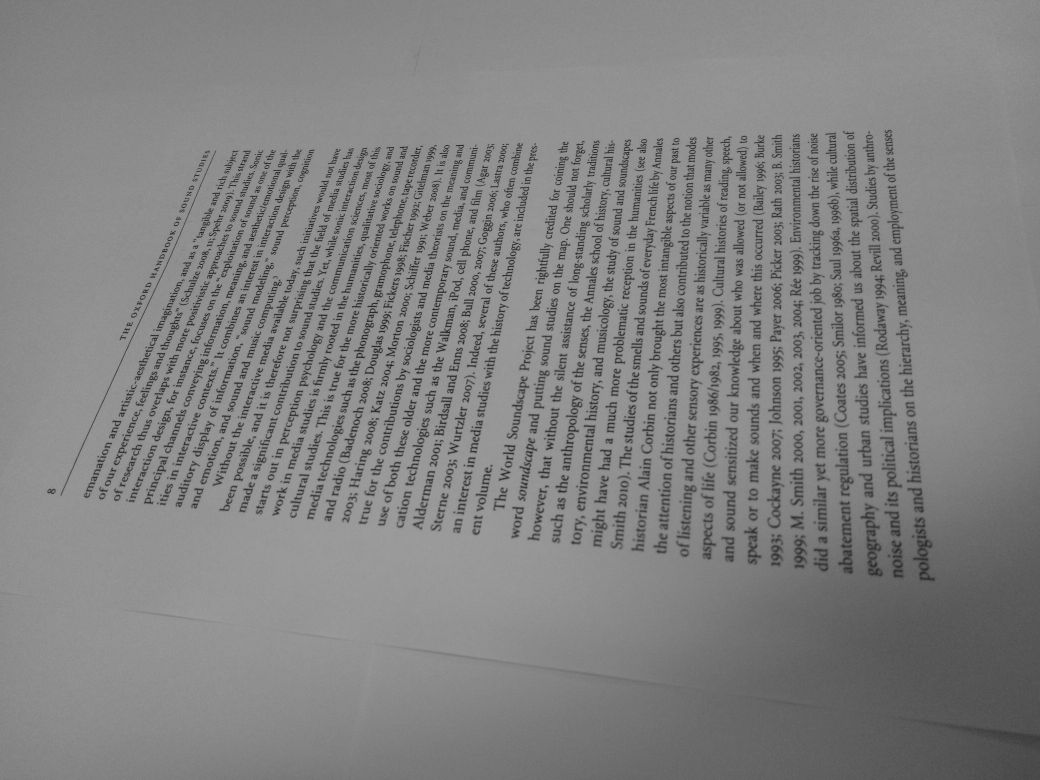 8 THE OXFORD HANDBOOK OF SOUND STUDIES
emanation and artistic-aesthetical imagination, and as a "tangible and rich subject
of our experience, feelings and thoughts" (Schulze 2008, 11; Spehr 2009). This strand
of research thus overlaps with more positivistic approaches to sound studies. Sonic
interaction design, for instance, focuses on the "exploitation of sound as one of the
principal channels conveying information, meaning, and aesthetic/emotional qual-
ities in interactive contexts." It combines an interest in interaction design with the
auditory display of information, "sound modeling," sound perception, cognition
and emotion, and sound and music computing.
Without the interactive media available today, such initiatives would not have
been possible, and it is therefore not surprising that the field of media studies has
made a significant contribution to sound studies. Yet, while sonic interaction design
starts out in perception psychology and the communication sciences, most of this
work in media studies is firmly rooted in the humanities, qualitative sociology, and
cultural studies. This is true for the more historically oriented works on sound and
media technologies such as the phonograph, gramophone, telephone, tape recorder,
and radio (Badenoch 2008; Douglas 1999; Fickers 1998; Fischer 1992; Gitelman 1999,
2003; Haring 2008; Katz 2004; Morton 2000; Schiffer 1991; Weber 2008). It is also
true for the contributions by sociologists and media theorists on the meaning and
use of both these older and the more contemporary sound, media, and communi-
cation technologies such as the Walkman, iPod, cell phone, and film (Agar 2003;
Alderman 2001; Birdsall and Enns 2008; Bull 2000, 2007; Goggin 2006; Lastra 2000;
Sterne 2003; Wurtzler 2007). Indeed, several of these authors, who often combine
an interest in media studies with the history of technology, are included in the pres-
ent volume.
The World Soundscape Project has been rightfully credited for coining the
word soundscape and putting sound studies on the map. One should not forget,
however, that without the silent assistance of long-standing scholarly traditions
such as the anthropology of the senses, the Annales school of history, cultural his-
tory, environmental history, and musicology, the study of sound and soundscapes
might have had a much more problematic reception in the humanities (see also
Smith 2010). The studies of the smells and sounds of everyday French life by Annales
historian Alain Corbin not only brought the most intangible aspects of our past to
the attention of historians and others but also contributed to the notion that modes
of listening and other sensory experiences are as historically variable as many other
aspects of life (Corbin 1986/1982, 1995, 1999). Cultural histories of reading, speech,
and sound sensitized our knowledge about who was allowed (or not allowed) to
speak or to make sounds and when and where this occurred (Bailey 1996; Burke
1993; Cockayne 2007; Johnson 1995; Payer 2006; Picker 2003; Rath 2003; B. Smith
1999; M. Smith 2000, 2001, 2002, 2003, 2004; Rée 1999). Environmental historians
did a similar yet more governance-oriented job by tracking down the rise of noise
abatement regulation (Coates 2005; Smilor 1980; Saul 1996a, 1996b), while cultural
geography and urban studies have informed us about the spatial distribution of
noise and its political implications (Rodaway 1994; Revill 2000). Studies by anthro-
pologists and historians on the hierarchy, meaning, and employment of the senses